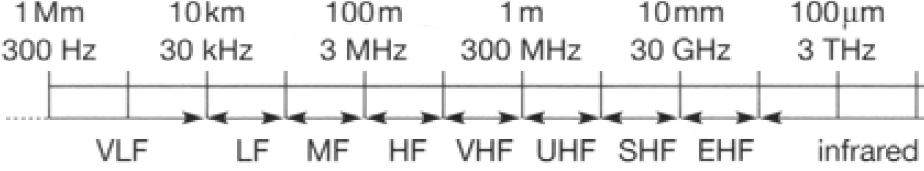 1Mm 10km 100m 1m 10mm 100μm
300 Hz 30 kHz 3 MHz 300 MHz 30 GHz 3 THz
VLF LF MF HF VHF UHF SHF EHF infrared